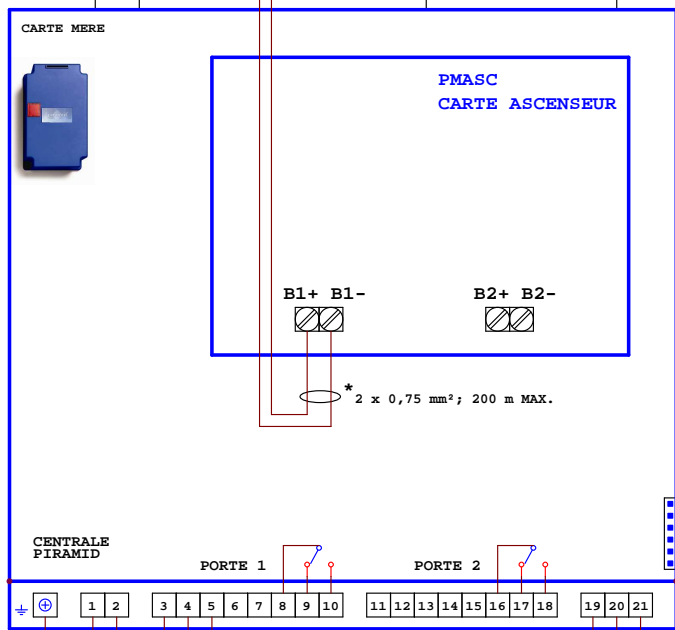 CARTE MERE
PMASC
CARTE ASCENSEUR
B1+ B1- B2+ B2-
* 2 x 0,75 mm²; 200 m MAX.
CENTRALE
PIRAMID
PORTE 1 PORTE 2
1 2 3 4 5 6 7 8 9 10 11 12 13 14 15 16 17 18 19 20 21